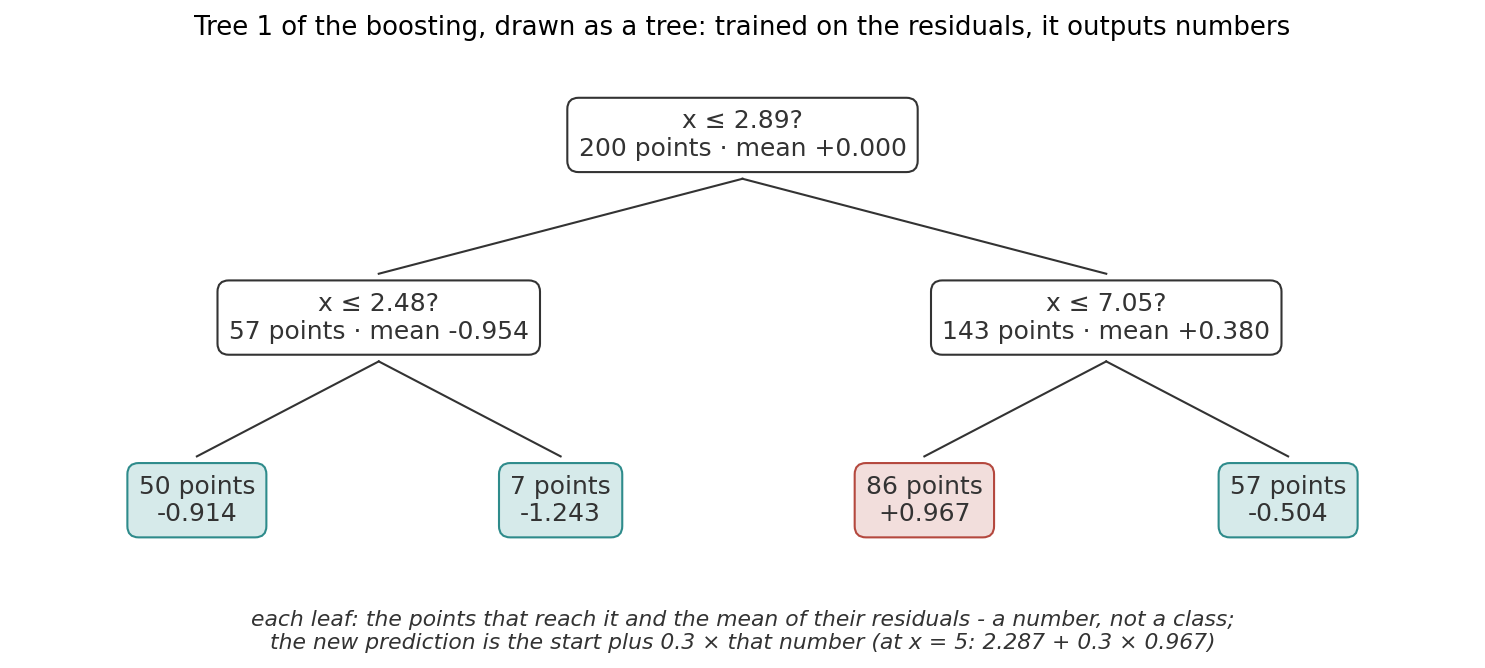 Tree 1 of the boosting, drawn as a tree: trained on the residuals, it outputs numbers
x ≤ 2.89?
200 points · mean +0.000
x ≤ 2.48?
57 points · mean -0.954
x ≤ 7.05?
143 points · mean +0.380
50 points
-0.914
7 points
-1.243
86 points
+0.967
57 points
-0.504
each leaf: the points that reach it and the mean of their residuals - a number, not a class;
the new prediction is the start plus 0.3 × that number (at x = 5: 2.287 + 0.3 × 0.967)